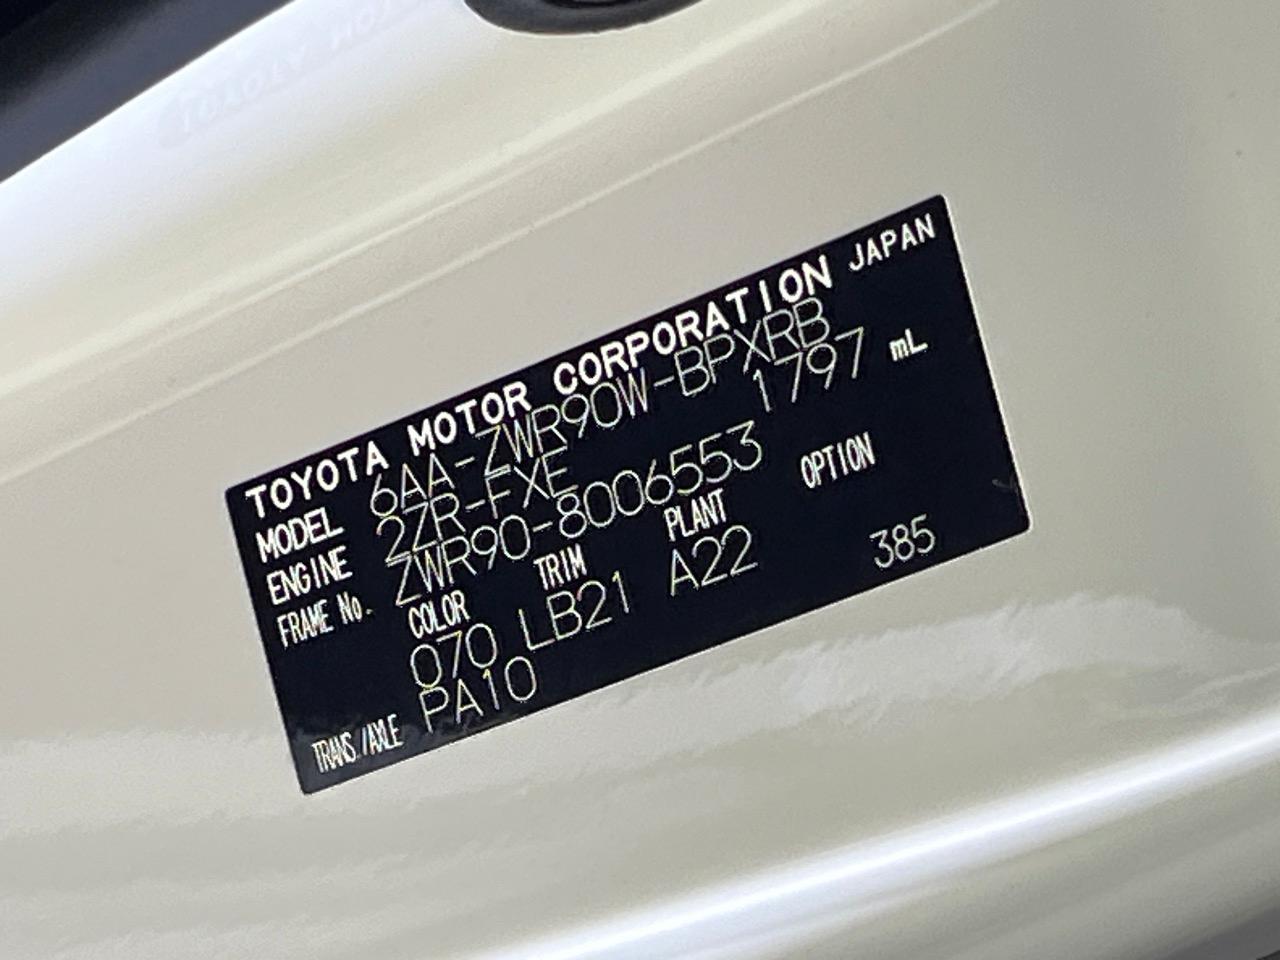 TOYOTA MOTOR CORPORATION JAPAN
MODEL 6AA-ZWR90W-BPXRB
ENGINE 2ZR-FXE 1797 mL
FRAME No. ZWR90-8006553
COLOR TRIM PLANT OPTION
070 LB21 A22 385
TRANS./AXLE PA10